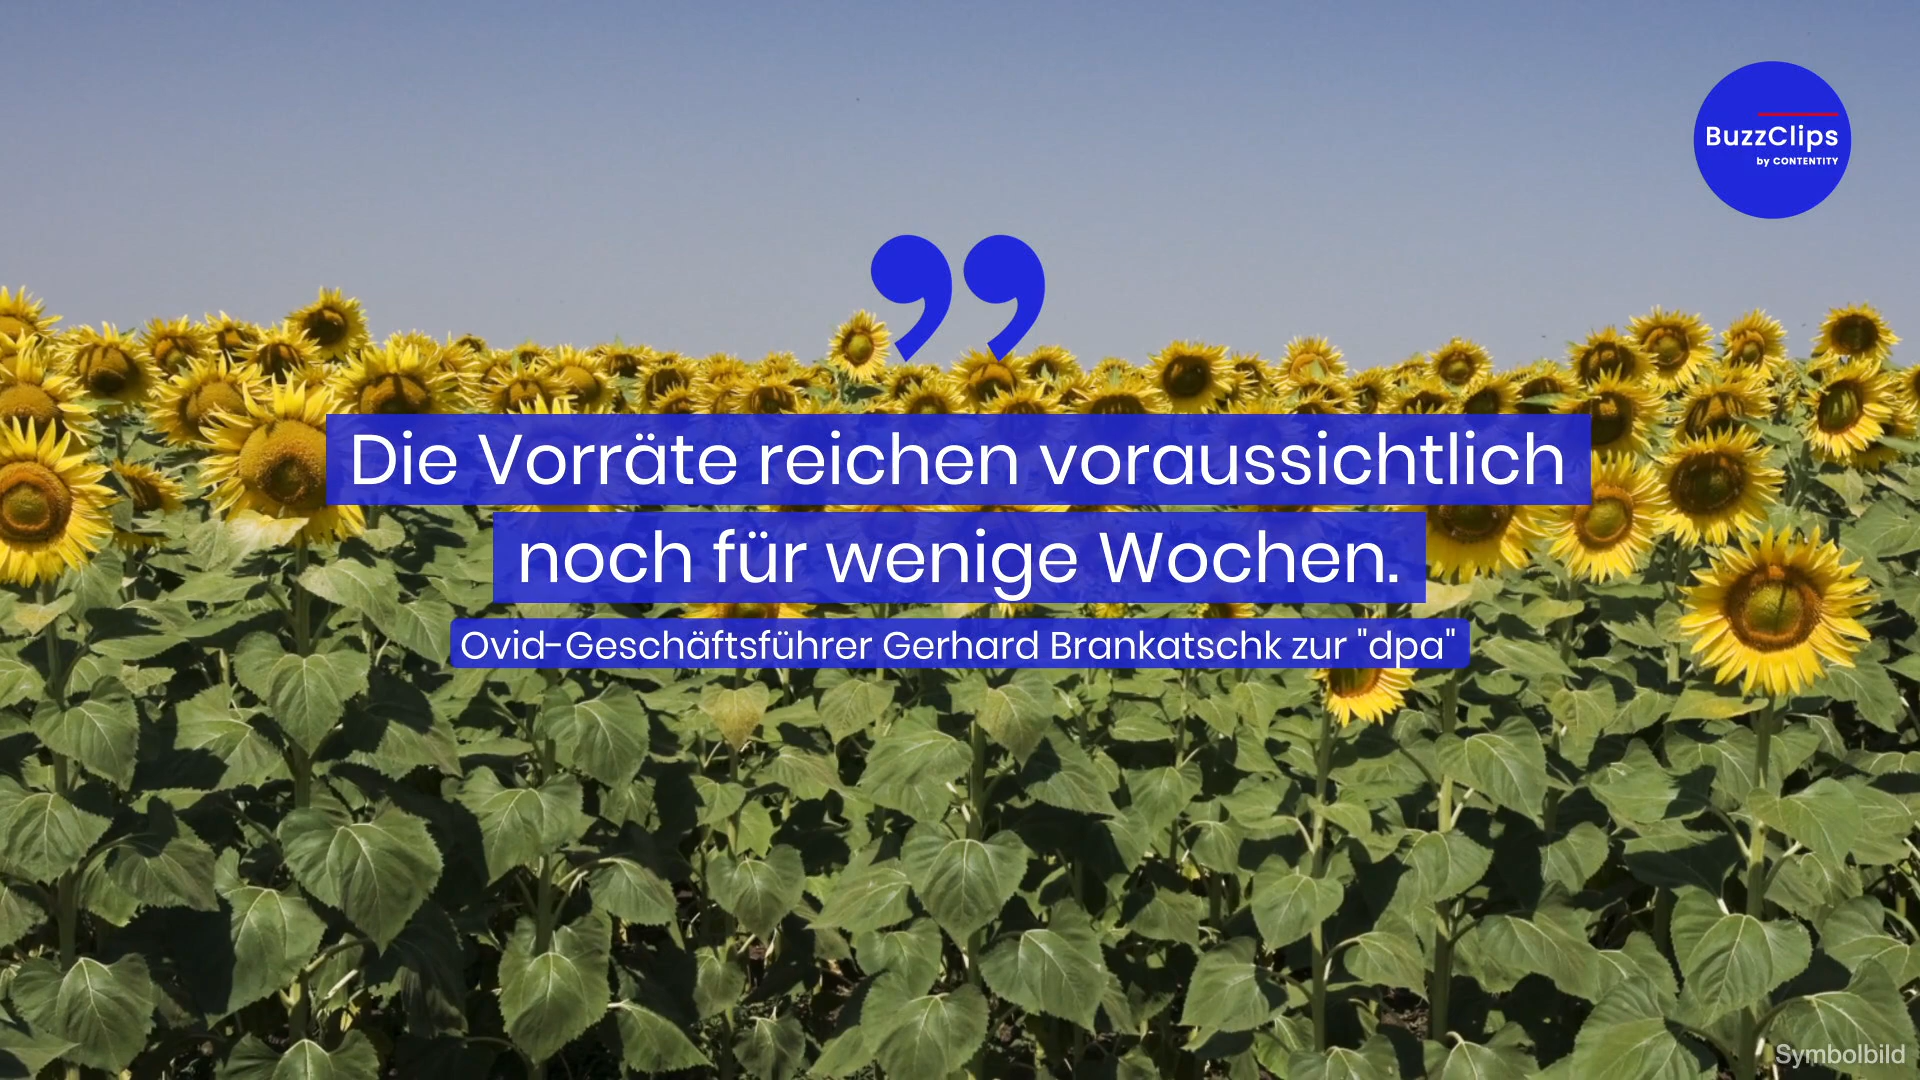 BuzzClips
by CONTENTITY
”
Die Vorräte reichen voraussichtlich
noch für wenige Wochen.
Ovid-Geschäftsführer Gerhard Brankatschk zur "dpa"
Symbolbild